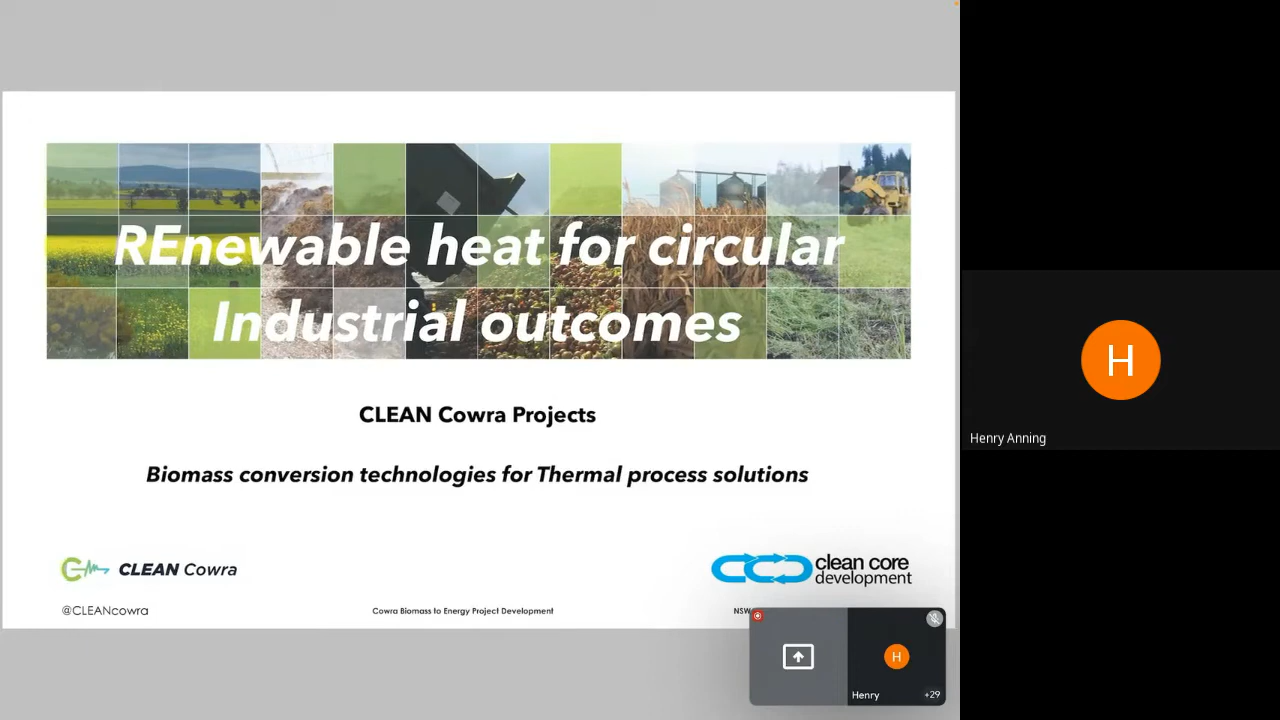 REnewable heat for circular
Industrial outcomes
CLEAN Cowra Projects
Biomass conversion technologies for Thermal process solutions
CLEAN Cowra
clean core
development
@CLEANcowra
Cowra Biomass to Energy Project Development
NSW
H
Henry
+29
H
Henry Anning